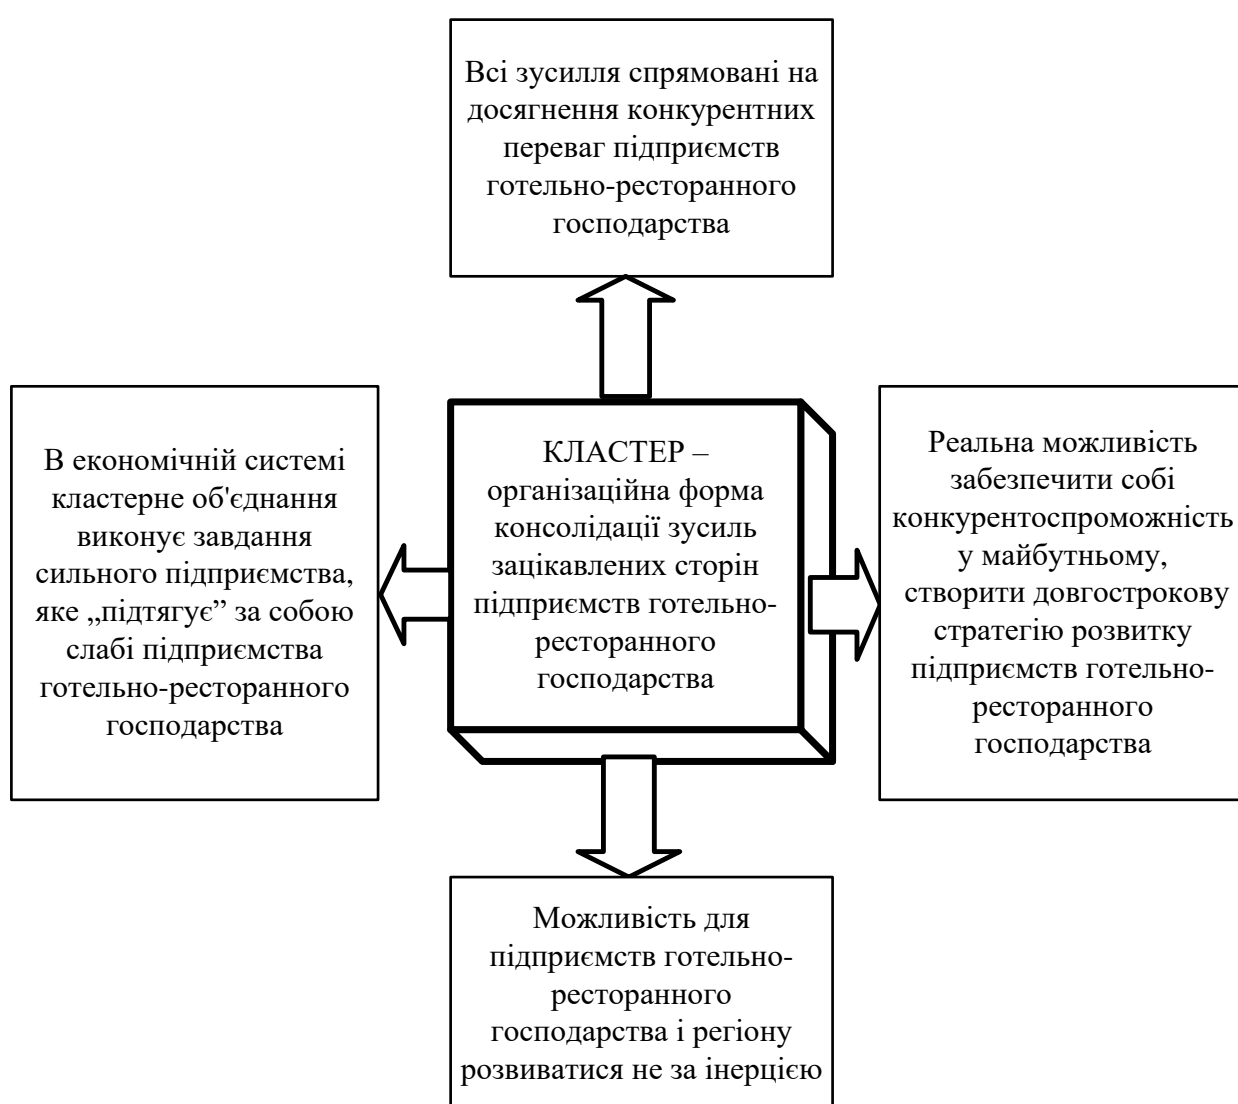 Всі зусилля спрямовані на
досягнення конкурентних
переваг підприємств
готельно-ресторанного
господарства
В економічній системі
кластерне об'єднання
виконує завдання
сильного підприємства,
яке „підтягує” за собою
слабі підприємства
готельно-ресторанного
господарства
КЛАСТЕР –
організаційна форма
консолідації зусиль
зацікавлених сторін
підприємств готельно-
ресторанного
господарства
Реальна можливість
забезпечити собі
конкурентоспроможність
у майбутньому,
створити довгострокову
стратегію розвитку
підприємств готельно-
ресторанного
господарства
Можливість для
підприємств готельно-
ресторанного
господарства і регіону
розвиватися не за інерцією